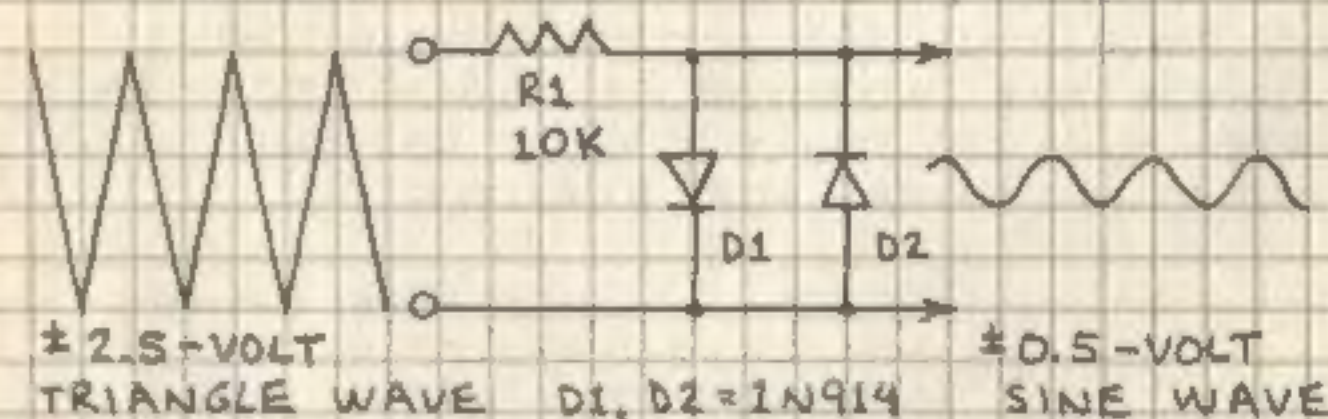 R1
10K
D1
D2
± 2.5-VOLT
TRIANGLE WAVE
D1, D2 = 1N914
± 0.5-VOLT
SINE WAVE